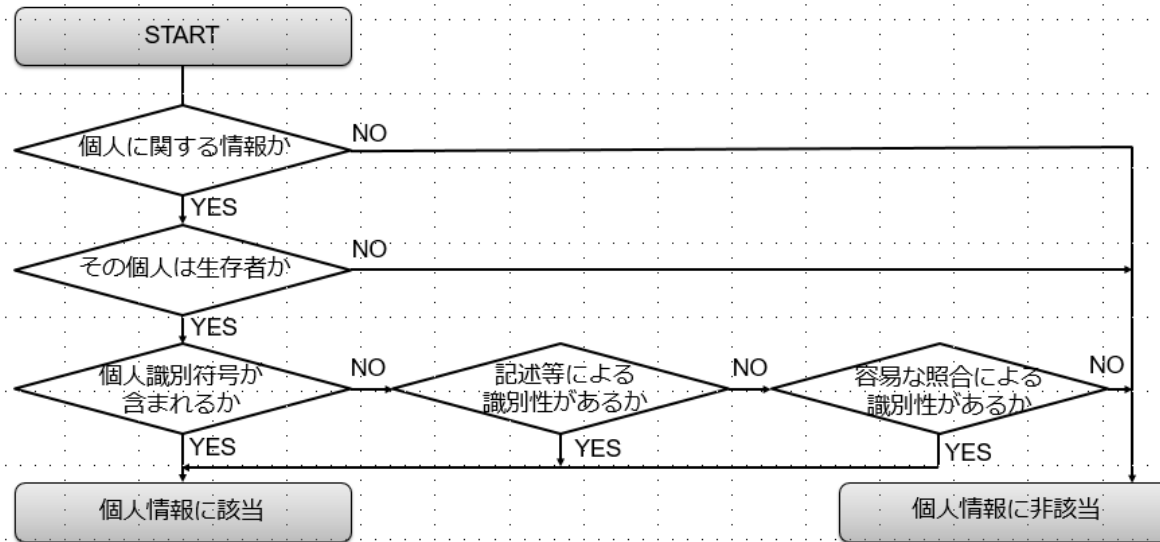 START
個人に関する情報か
NO
YES
その個人は生存者か
NO
YES
個人識別符号が
含まれるか
NO
記述等による
識別性があるか
NO
容易な照合による
識別性があるか
NO
YES
YES
YES
個人情報に該当
個人情報に非該当